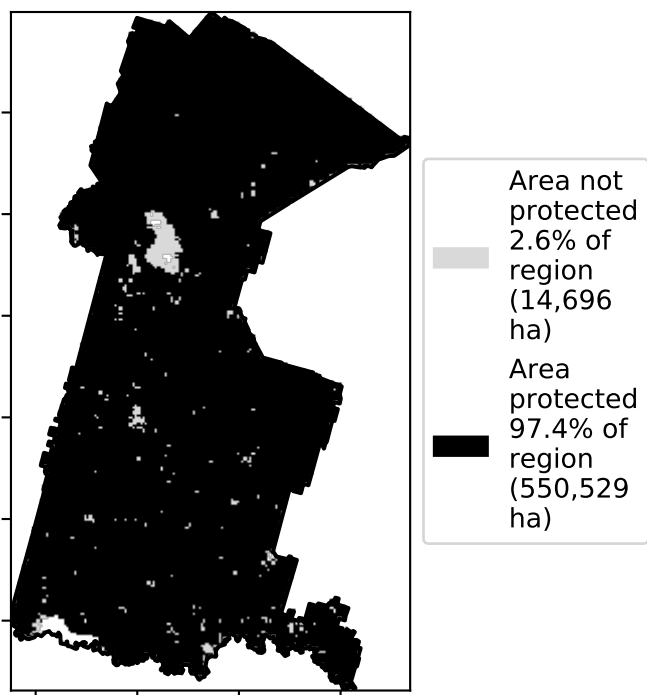 Area not
protected
2.6% of
region
(14,696
ha)
Area
protected
97.4% of
region
(550,529
ha)